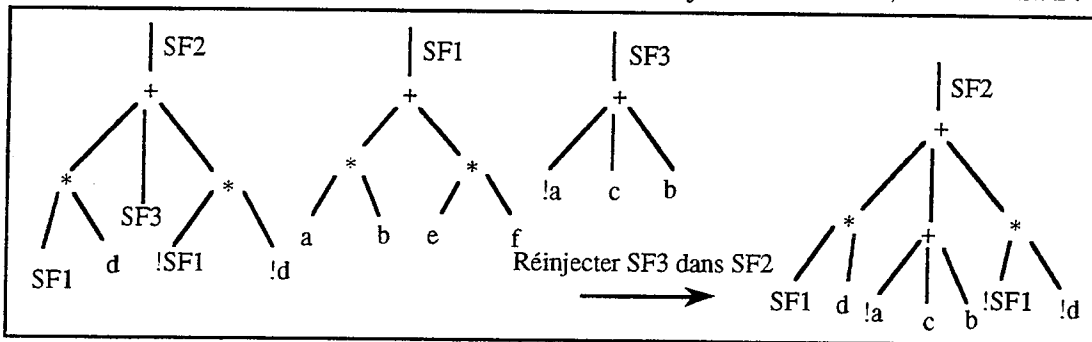 SF2
SF1
SF3
SF2
+
+
+
+
*
*
*
*
!a
c
b
SF3
*
+
*
SF1
d
!SF1
!d
a
b
e
f
Réinjecter SF3 dans SF2
SF1
d
!a
c
b
!SF1
!d